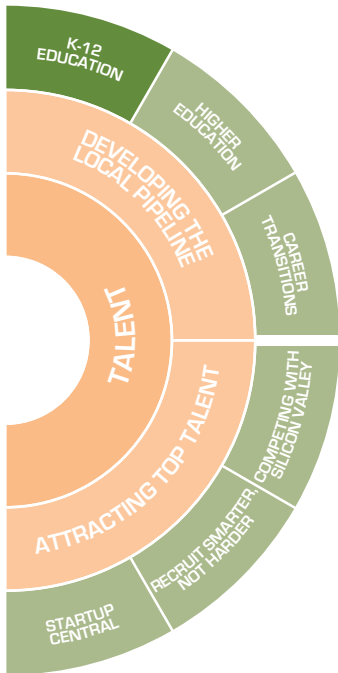 K-12
EDUCATION
HIGHER
EDUCATION
CAREER
TRANSITIONS
DEVELOPING THE
LOCAL PIPELINE
TALENT
ATTRACTING TOP TALENT
COMPETING WITH
SILICON VALLEY
RECRUIT SMARTER,
NOT HARDER
STARTUP
CENTRAL